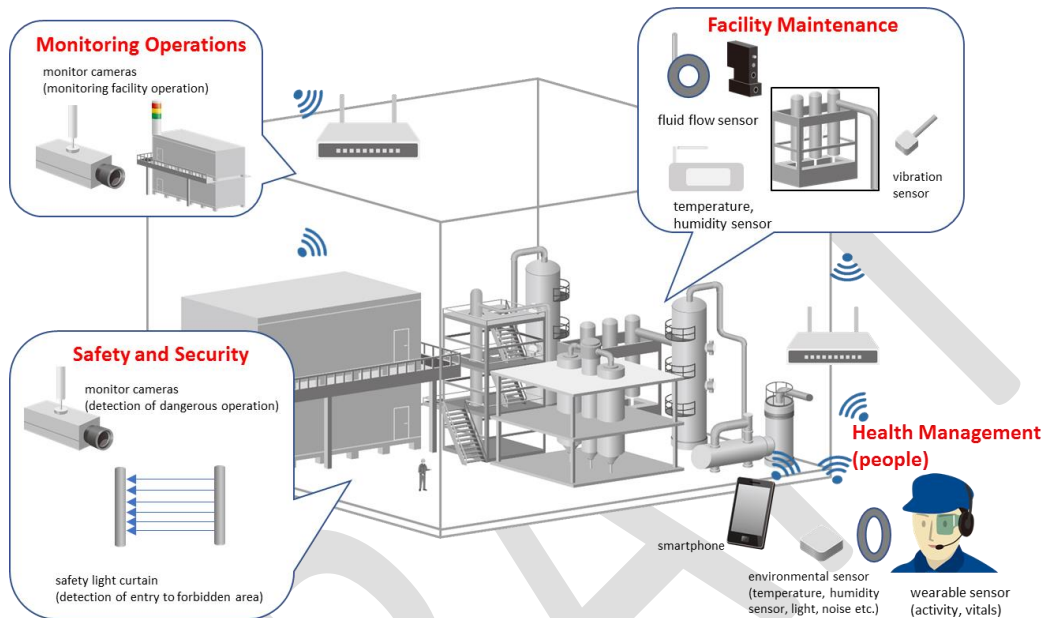 Monitoring Operations
monitor cameras
(monitoring facility operation)
Facility Maintenance
fluid flow sensor
vibration
sensor
temperature,
humidity sensor
Safety and Security
monitor cameras
(detection of dangerous operation)
safety light curtain
(detection of entry to forbidden area)
Health Management
(people)
smartphone
environmental sensor
(temperature, humidity
sensor, light, noise etc.)
wearable sensor
(activity, vitals)